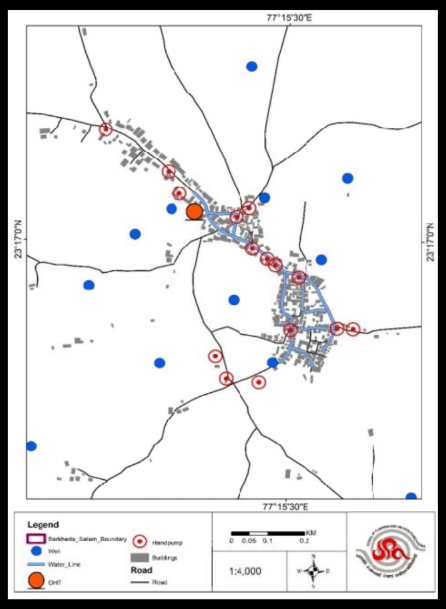 77°15'30"E
23°17'0"N
23°17'0"N
77°15'30"E
Legend
Barkheda_Salam_Boundary
Well
Water_Line
OHT
Handpump
Buildings
Road
Road
KM
0 0.05 0.1 0.2
1:4,000
N
W E
S
spa